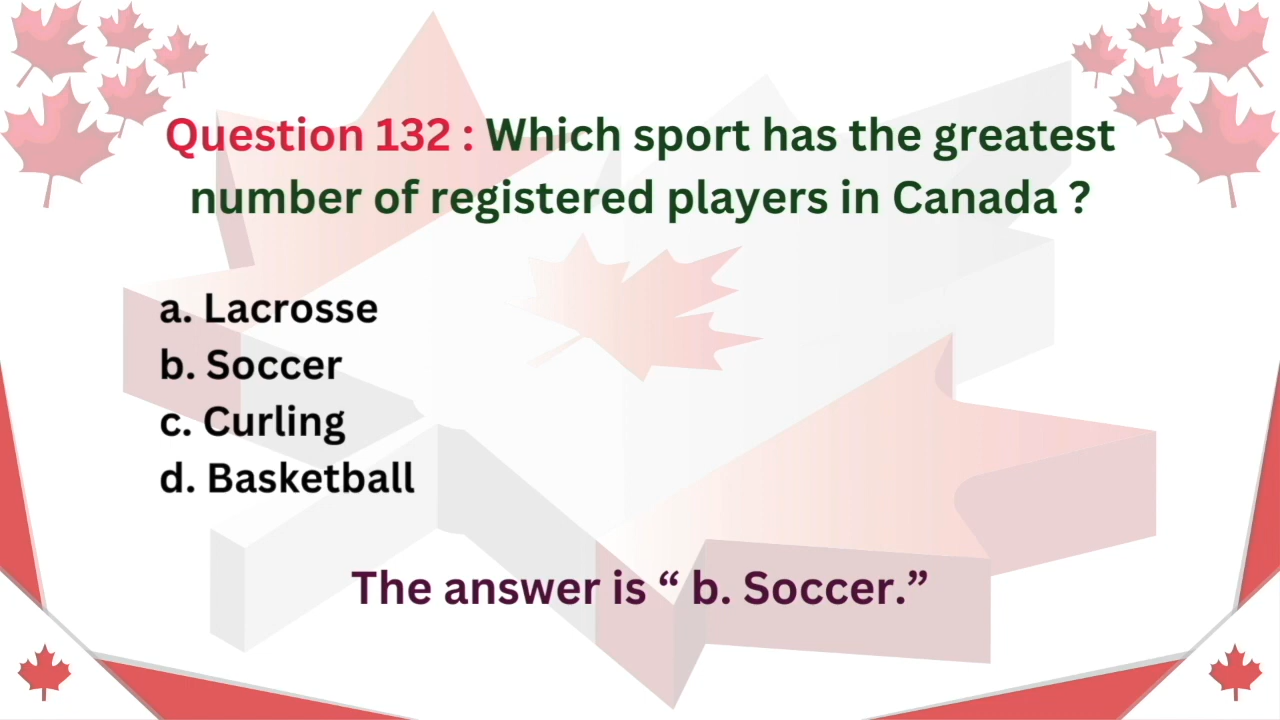 Question 132 : Which sport has the greatest
number of registered players in Canada ?
a. Lacrosse
b. Soccer
c. Curling
d. Basketball
The answer is “ b. Soccer.”